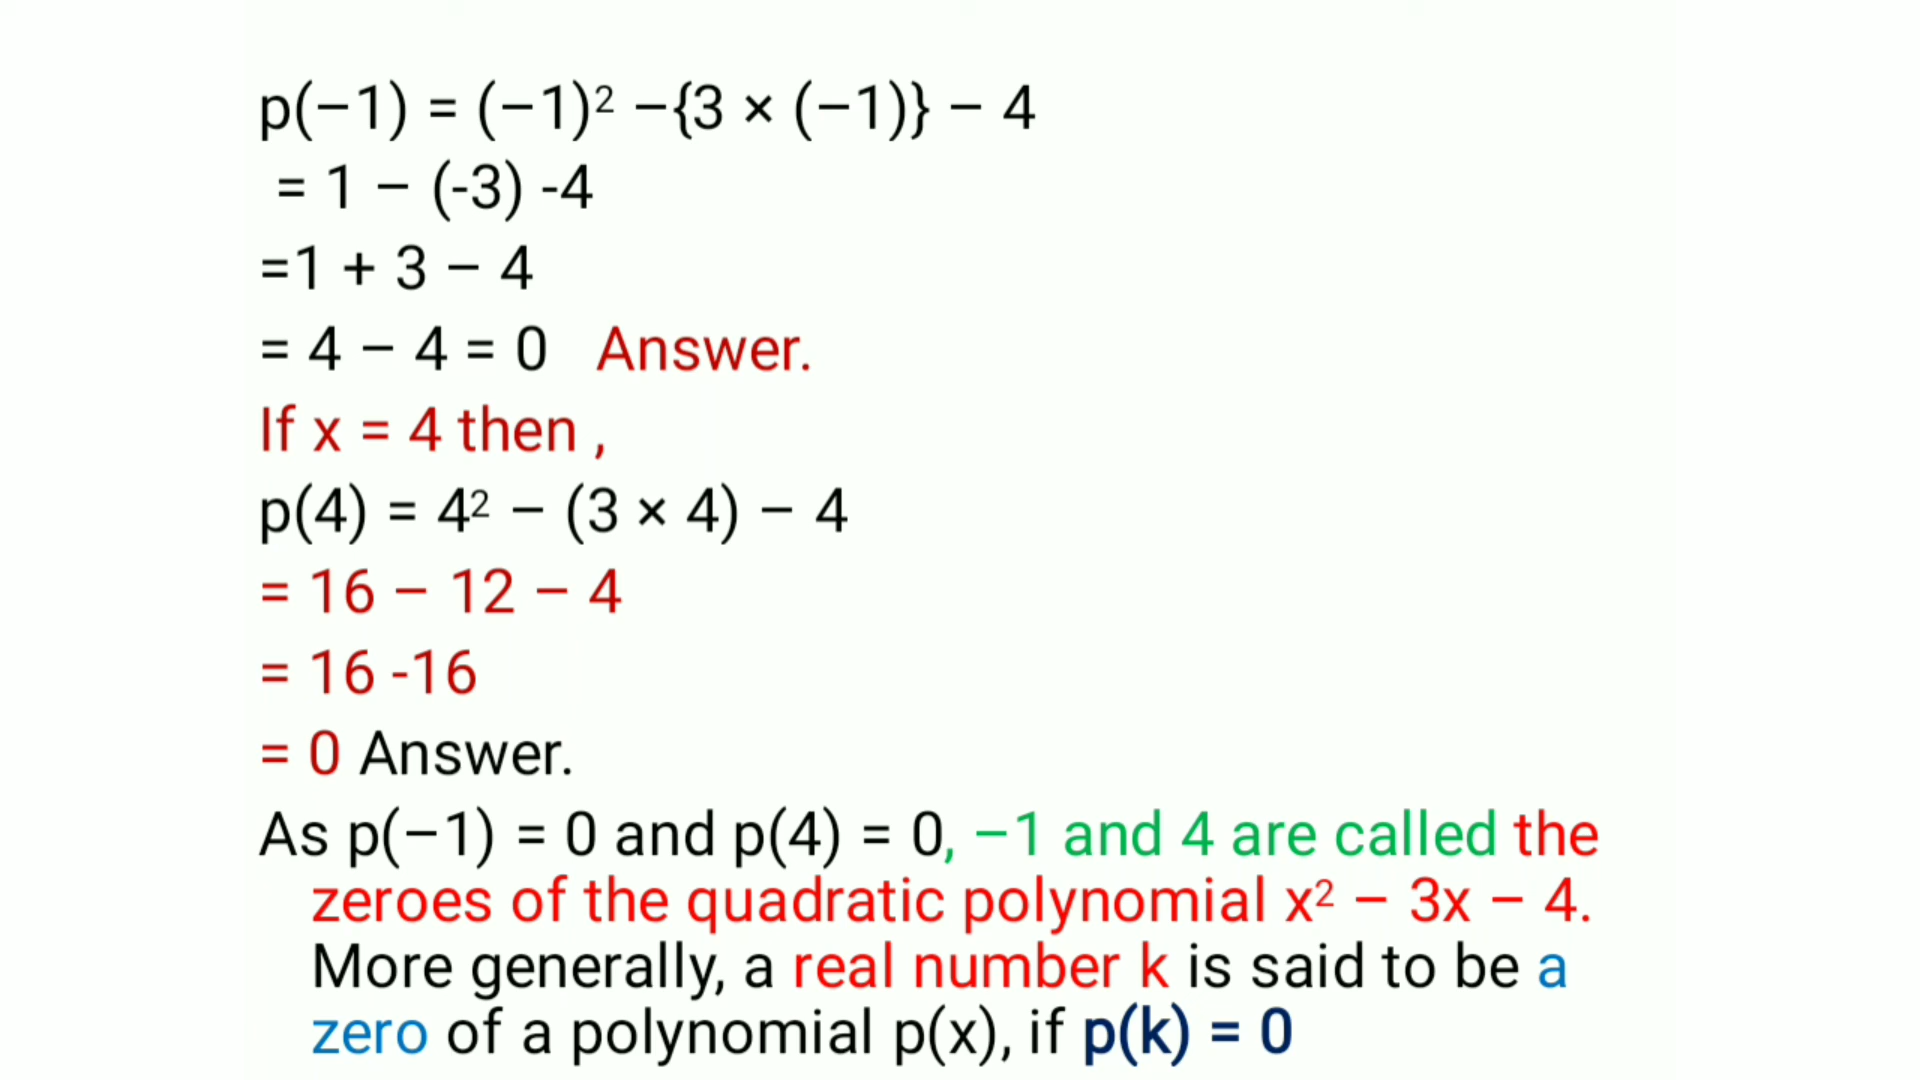 p(−1) = (−1)² −{3 × (−1)} − 4
= 1 − (-3) -4
=1 + 3 − 4
= 4 − 4 = 0 Answer.
If x = 4 then ,
p(4) = 4² − (3 × 4) − 4
= 16 − 12 − 4
= 16 -16
= 0 Answer.
As p(−1) = 0 and p(4) = 0, −1 and 4 are called the
zeroes of the quadratic polynomial x² − 3x − 4.
More generally, a real number k is said to be a
zero of a polynomial p(x), if p(k) = 0